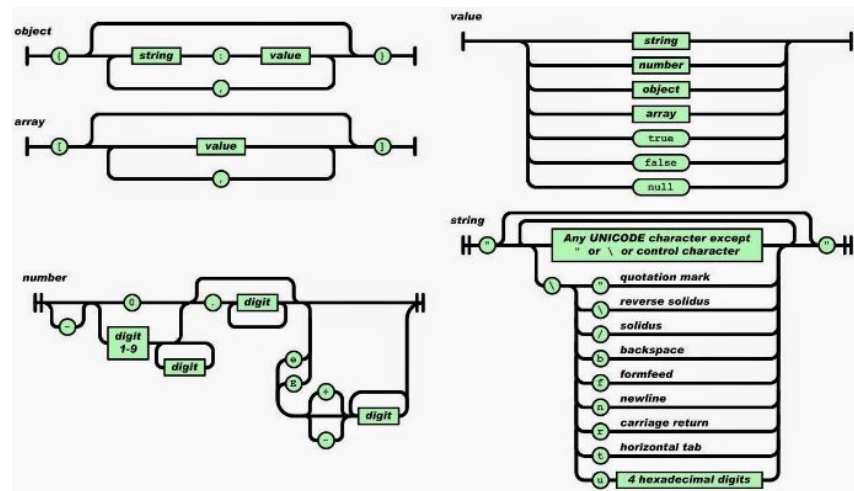 object
{ string : value }
,
array
[ value ]
,
number
0 . digit
-
digit
1-9
digit
e
E
+
digit
-
value
string
number
object
array
true
false
null
string
" Any UNICODE character except "
" or \ or control character
\ " quotation mark
\ reverse solidus
/ solidus
b backspace
f formfeed
n newline
r carriage return
t horizontal tab
u 4 hexadecimal digits